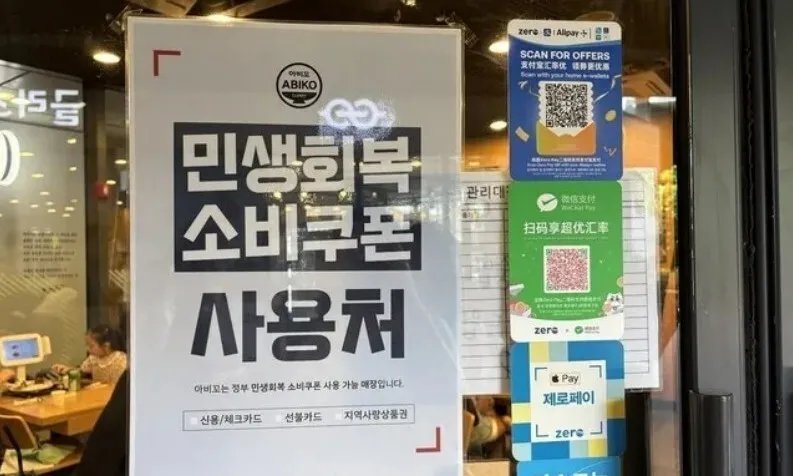 아비꼬
ABIKO
민생회복
소비쿠폰
사용처
아비꼬는 정부 민생회복 소비쿠폰 사용 가능 매장입니다.
신용/체크카드 선불카드 지역사랑상품권
관리대
zero Alipay+
SCAN FOR OFFERS
支付宝汇率优 领券更优惠
Scan with your home e-wallets
微信支付
WeChat Pay
扫码享超优汇率
zero × 微信支付
Pay
제로페이
zero